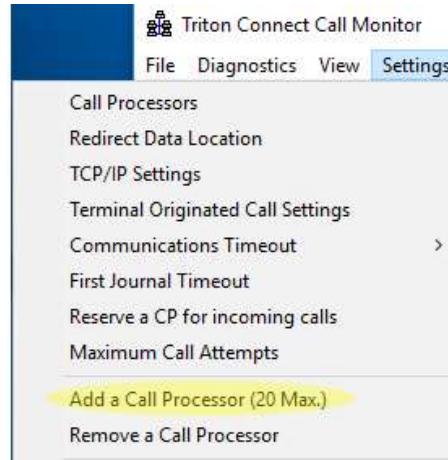 Triton Connect Call Monitor
File Diagnostics View Settings
Call Processors
Redirect Data Location
TCP/IP Settings
Terminal Originated Call Settings
Communications Timeout >
First Journal Timeout
Reserve a CP for incoming calls
Maximum Call Attempts
Add a Call Processor (20 Max.)
Remove a Call Processor